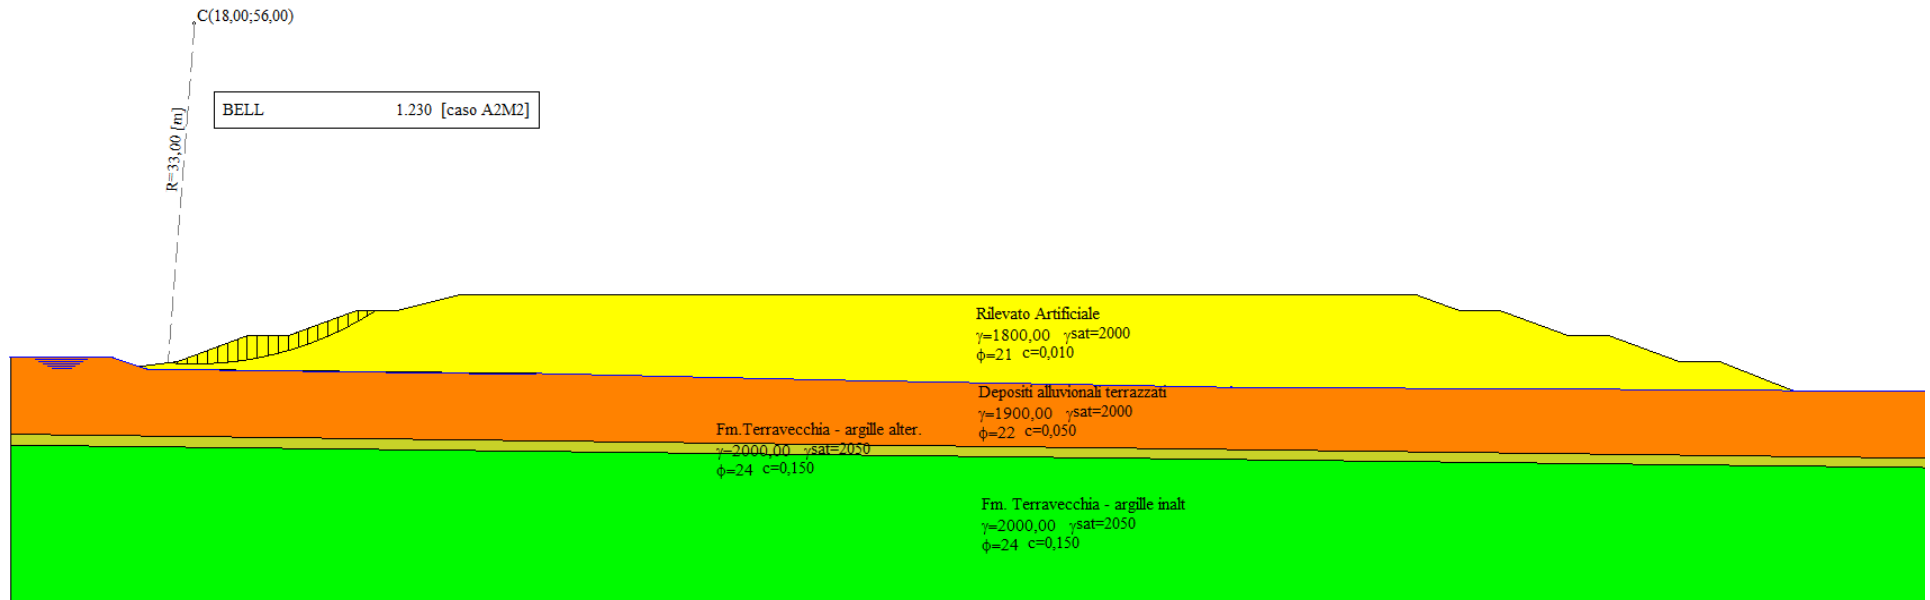 C(18,00;56,00)
R=33,00 [m]
BELL 1.230 [caso A2M2]
Rilevato Artificiale
γ=1800,00 γsat=2000
ϕ=21 c=0,010
Depositi alluvionali terrazzati
γ=1900,00 γsat=2000
ϕ=22 c=0,050
Fm.Terravecchia - argille alter.
γ=2000,00 γsat=2050
ϕ=24 c=0,150
Fm. Terravecchia - argille inalt
γ=2000,00 γsat=2050
ϕ=24 c=0,150